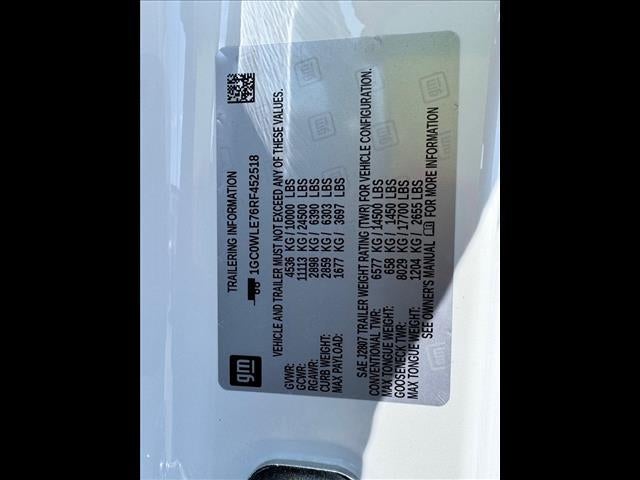 gm
TRAILERING INFORMATION
1GC0WLE76RF452518
VEHICLE AND TRAILER MUST NOT EXCEED ANY OF THESE VALUES.
GVWR: 4536 KG/10000 LBS
GCWR: 11113 KG/24500 LBS
RGAWR: 2898 KG/ 6390 LBS
CURB WEIGHT: 2859 KG/ 6303 LBS
MAX PAYLOAD: 1677 KG/ 3697 LBS
SAE J2807 TRAILER WEIGHT RATING (TWR) FOR VEHICLE CONFIGURATION.
CONVENTIONAL TWR: 6577 KG/14500 LBS
MAX TONGUE WEIGHT: 658 KG/ 1450 LBS
GOOSENECK TWR: 8029 KG/17700 LBS
MAX TONGUE WEIGHT: 1204 KG/ 2655 LBS
SEE OWNER'S MANUAL FOR MORE INFORMATION